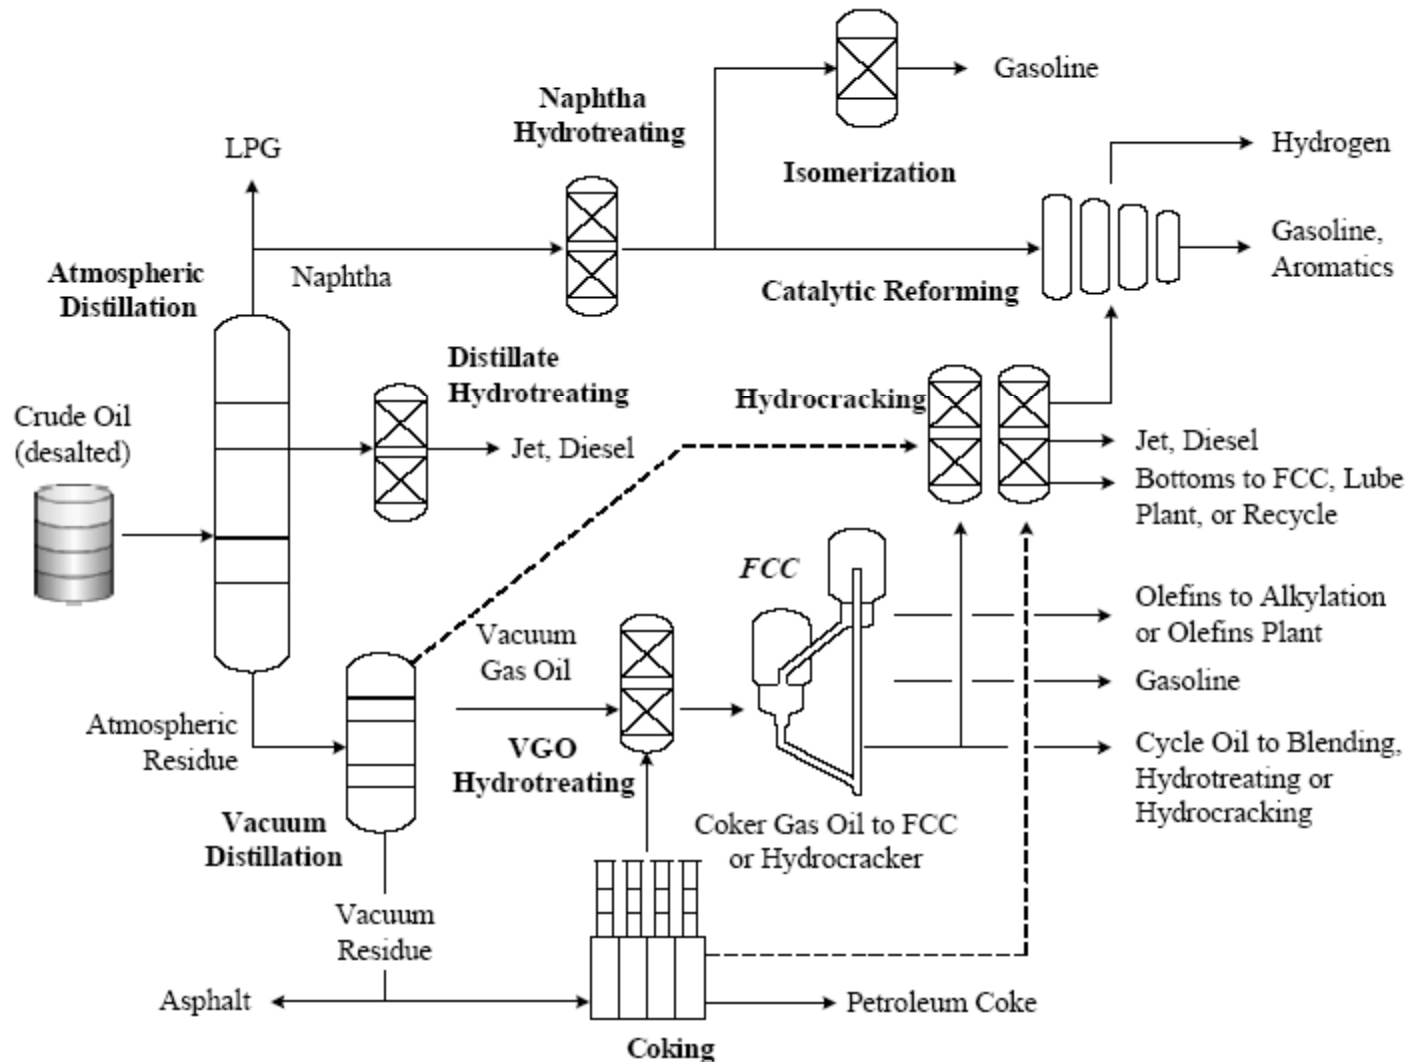 Gasoline
Naphtha
Hydrotreating
LPG
Hydrogen
Isomerization
Gasoline,
Aromatics
Atmospheric
Distillation
Naphtha
Catalytic Reforming
Distillate
Hydrotreating
Hydrocracking
Crude Oil
(desalted)
Jet, Diesel
Jet, Diesel
Bottoms to FCC, Lube
Plant, or Recycle
FCC
Olefins to Alkylation
or Olefins Plant
Vacuum
Gas Oil
Gasoline
Atmospheric
Residue
VGO
Hydrotreating
Cycle Oil to Blending,
Hydrotreating or
Hydrocracking
Vacuum
Distillation
Coker Gas Oil to FCC
or Hydrocracker
Vacuum
Residue
Asphalt
Petroleum Coke
Coking